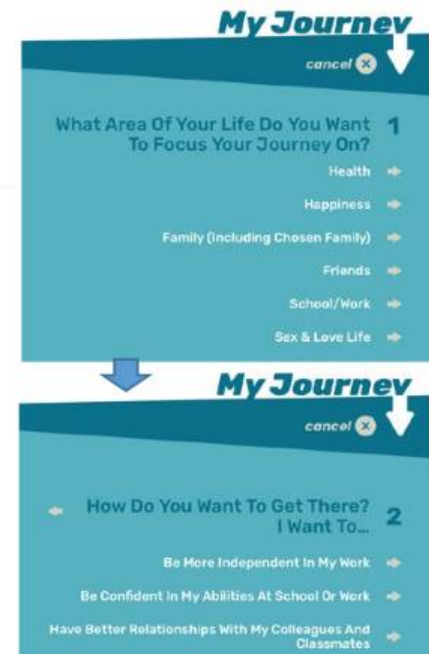 My Journey
cancel
What Area Of Your Life Do You Want 1
To Focus Your Journey On?
Health
Happiness
Family (Including Chosen Family)
Friends
School/Work
Sex & Love Life
My Journey
cancel
How Do You Want To Get There? 2
I Want To...
Be More Independent In My Work
Be Confident In My Abilities At School Or Work
Have Better Relationships With My Colleagues And
Classmates